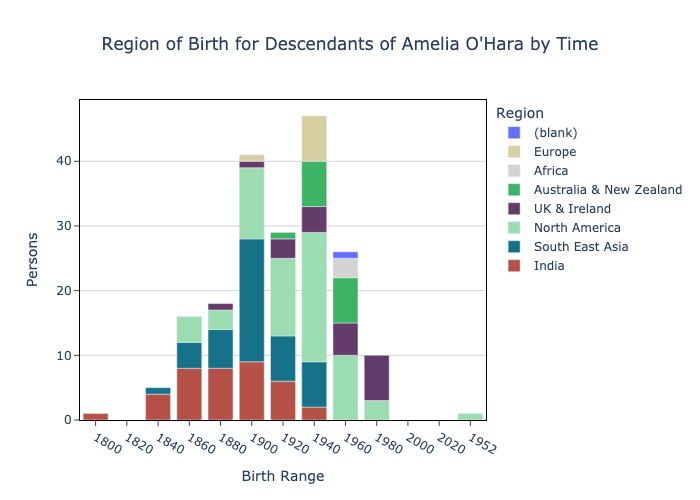 Region of Birth for Descendants of Amelia O'Hara by Time
Region
(blank)
Europe
Africa
Australia & New Zealand
UK & Ireland
North America
South East Asia
India
Persons
40
30
20
10
0
1800 1820 1840 1860 1880 1900 1920 1940 1960 1980 2000 2020 1952
Birth Range